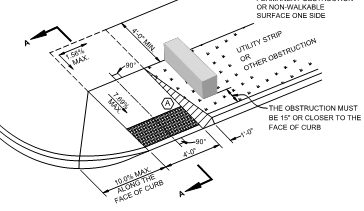 OR NON-WALKABLE
SURFACE ONE SIDE
A
4'-0" MIN.
1.56%
MAX.
UTILITY STRIP
OR
OTHER OBSTRUCTION
90°
7.69%
MAX.
A
THE OBSTRUCTION MUST
BE 15" OR CLOSER TO THE
FACE OF CURB
1'-0"
90°
4'-0"
10.0% MAX.
ALONG THE
FACE OF CURB
A